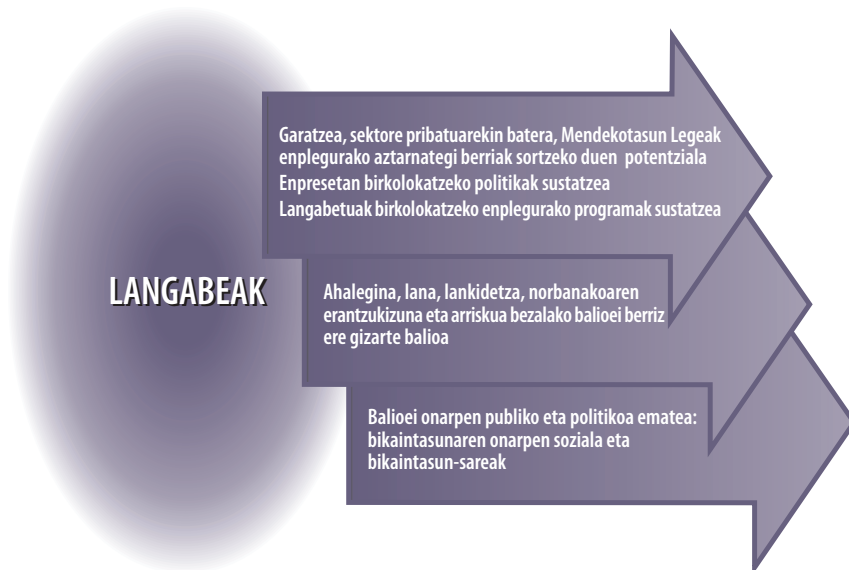 Garatzea, sektore pribatuarekin batera, Mendekotasun Legeak
enplegurako aztarnategi berriak sortzeko duen potentziala
Enpresetan birkolokatzeko politikak sustatzea
Langabetuak birkolokatzeko enplegurako programak sustatzea
LANGABEAK
Ahalegina, lana, lankidetza, norbanakoaren
erantzukizuna eta arriskua bezalako balioei berriz
ere gizarte balioa
Balioei onarpen publiko eta politikoa ematea:
bikaintasunaren onarpen soziala eta
bikaintasun-sareak